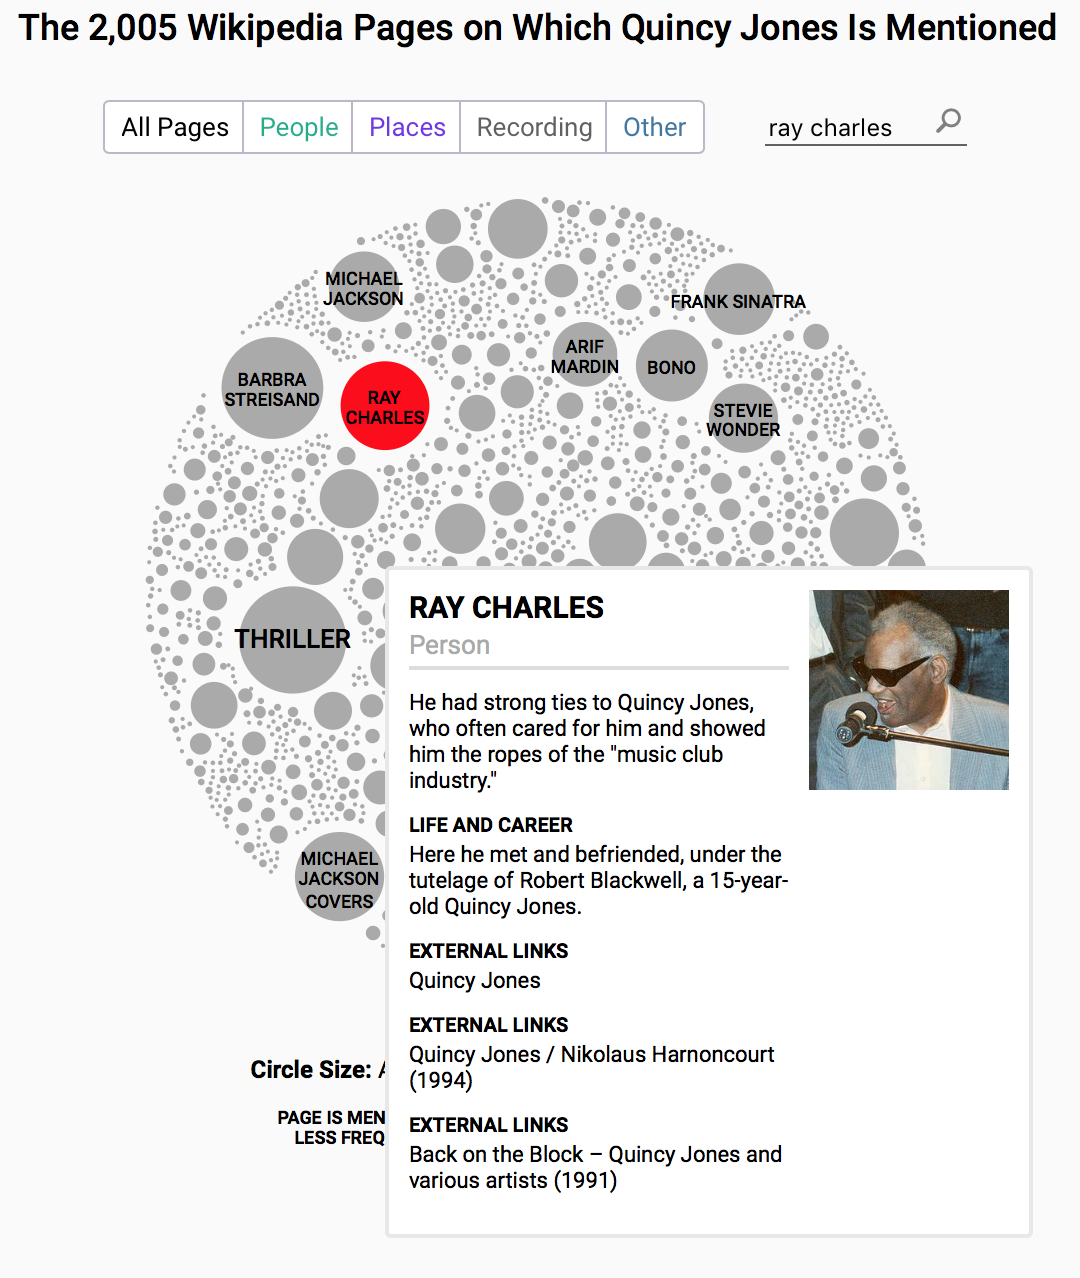 The 2,005 Wikipedia Pages on Which Quincy Jones Is Mentioned
All Pages
People
Places
Recording
Other
ray charles
MICHAEL
JACKSON
FRANK SINATRA
ARIF
MARDIN
BONO
BARBRA
STREISAND
RAY
CHARLES
STEVIE
WONDER
THRILLER
MICHAEL
JACKSON
COVERS
RAY CHARLES
Person
He had strong ties to Quincy Jones,
who often cared for him and showed
him the ropes of the "music club
industry."
LIFE AND CAREER
Here he met and befriended, under the
tutelage of Robert Blackwell, a 15-year-
old Quincy Jones.
EXTERNAL LINKS
Quincy Jones
EXTERNAL LINKS
Quincy Jones / Nikolaus Harnoncourt
(1994)
EXTERNAL LINKS
Back on the Block – Quincy Jones and
various artists (1991)
Circle Size:
PAGE IS MEN
LESS FREQ